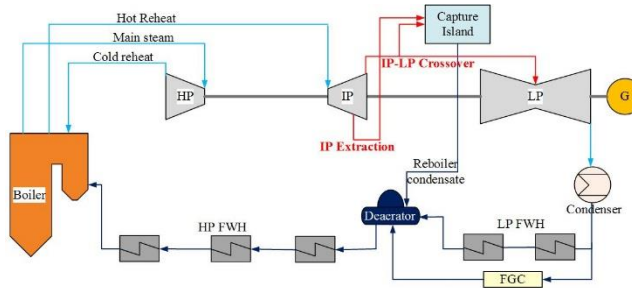 Hot Reheat
Main steam
Cold reheat
Capture
Island
IP-LP Crossover
HP
IP
LP
G
IP Extraction
Reboiler
condensate
Boiler
Deaerator
Condenser
HP FWH
LP FWH
FGC